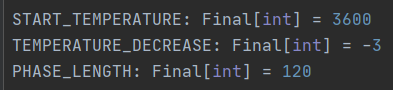 START_TEMPERATURE: Final[int] = 3600
TEMPERATURE_DECREASE: Final[int] = -3
PHASE_LENGTH: Final[int] = 120